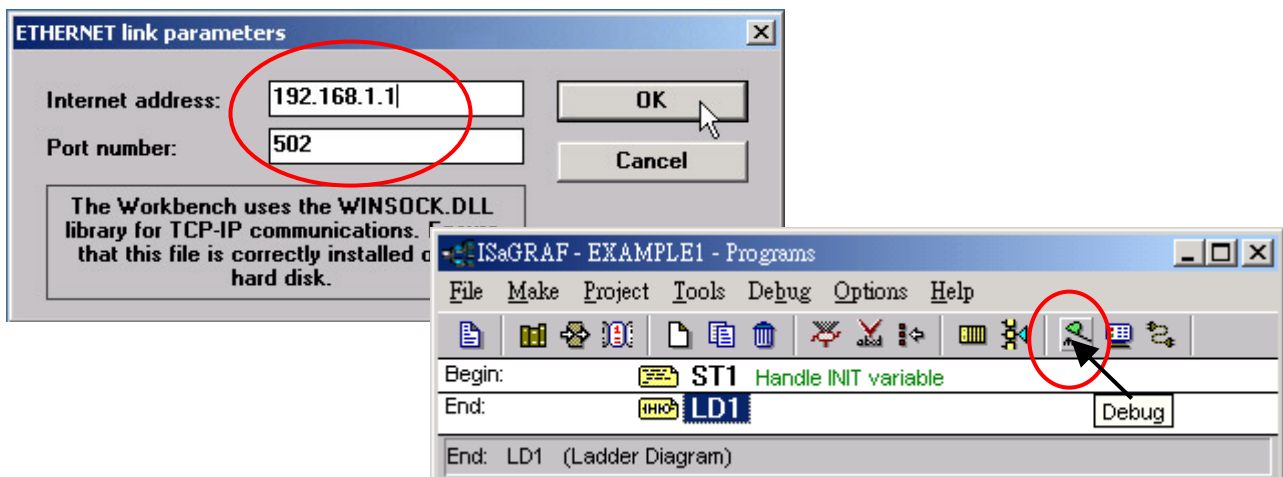 ETHERNET link parameters
Internet address:
192.168.1.1
OK
Port number:
502
Cancel
The Workbench uses the WINSOCK.DLL
library for TCP-IP communications.
that this file is correctly installed
hard disk.
ISaGRAF - EXAMPLE1 - Programs
File Make Project Tools Debug Options Help
Begin: ST1 Handle INIT variable
End: LD1
Debug
End: LD1 (Ladder Diagram)